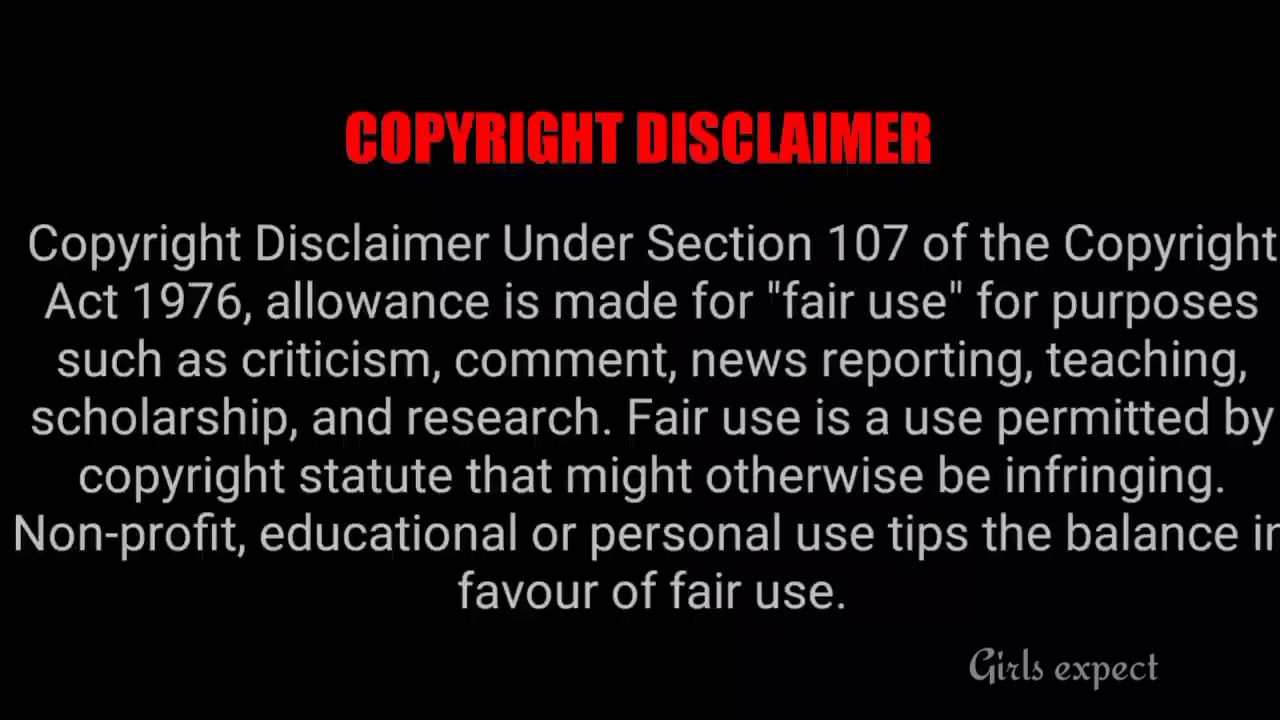 COPYRIGHT DISCLAIMER
Copyright Disclaimer Under Section 107 of the Copyright
Act 1976, allowance is made for "fair use" for purposes
such as criticism, comment, news reporting, teaching,
scholarship, and research. Fair use is a use permitted by
copyright statute that might otherwise be infringing.
Non-profit, educational or personal use tips the balance in
favour of fair use.
Girls expect